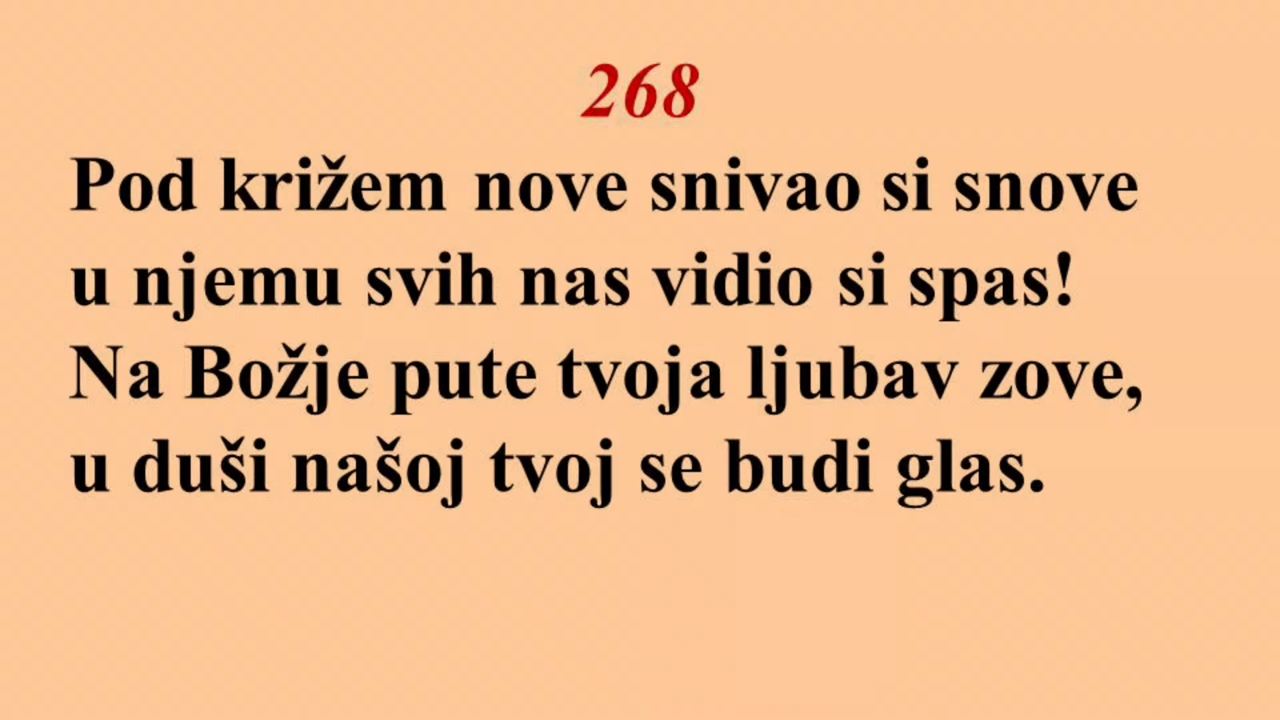 268
Pod križem nove snivao si snove
u njemu svih nas vidio si spas!
Na Božje pute tvoja ljubav zove,
u duši našoj tvoj se budi glas.